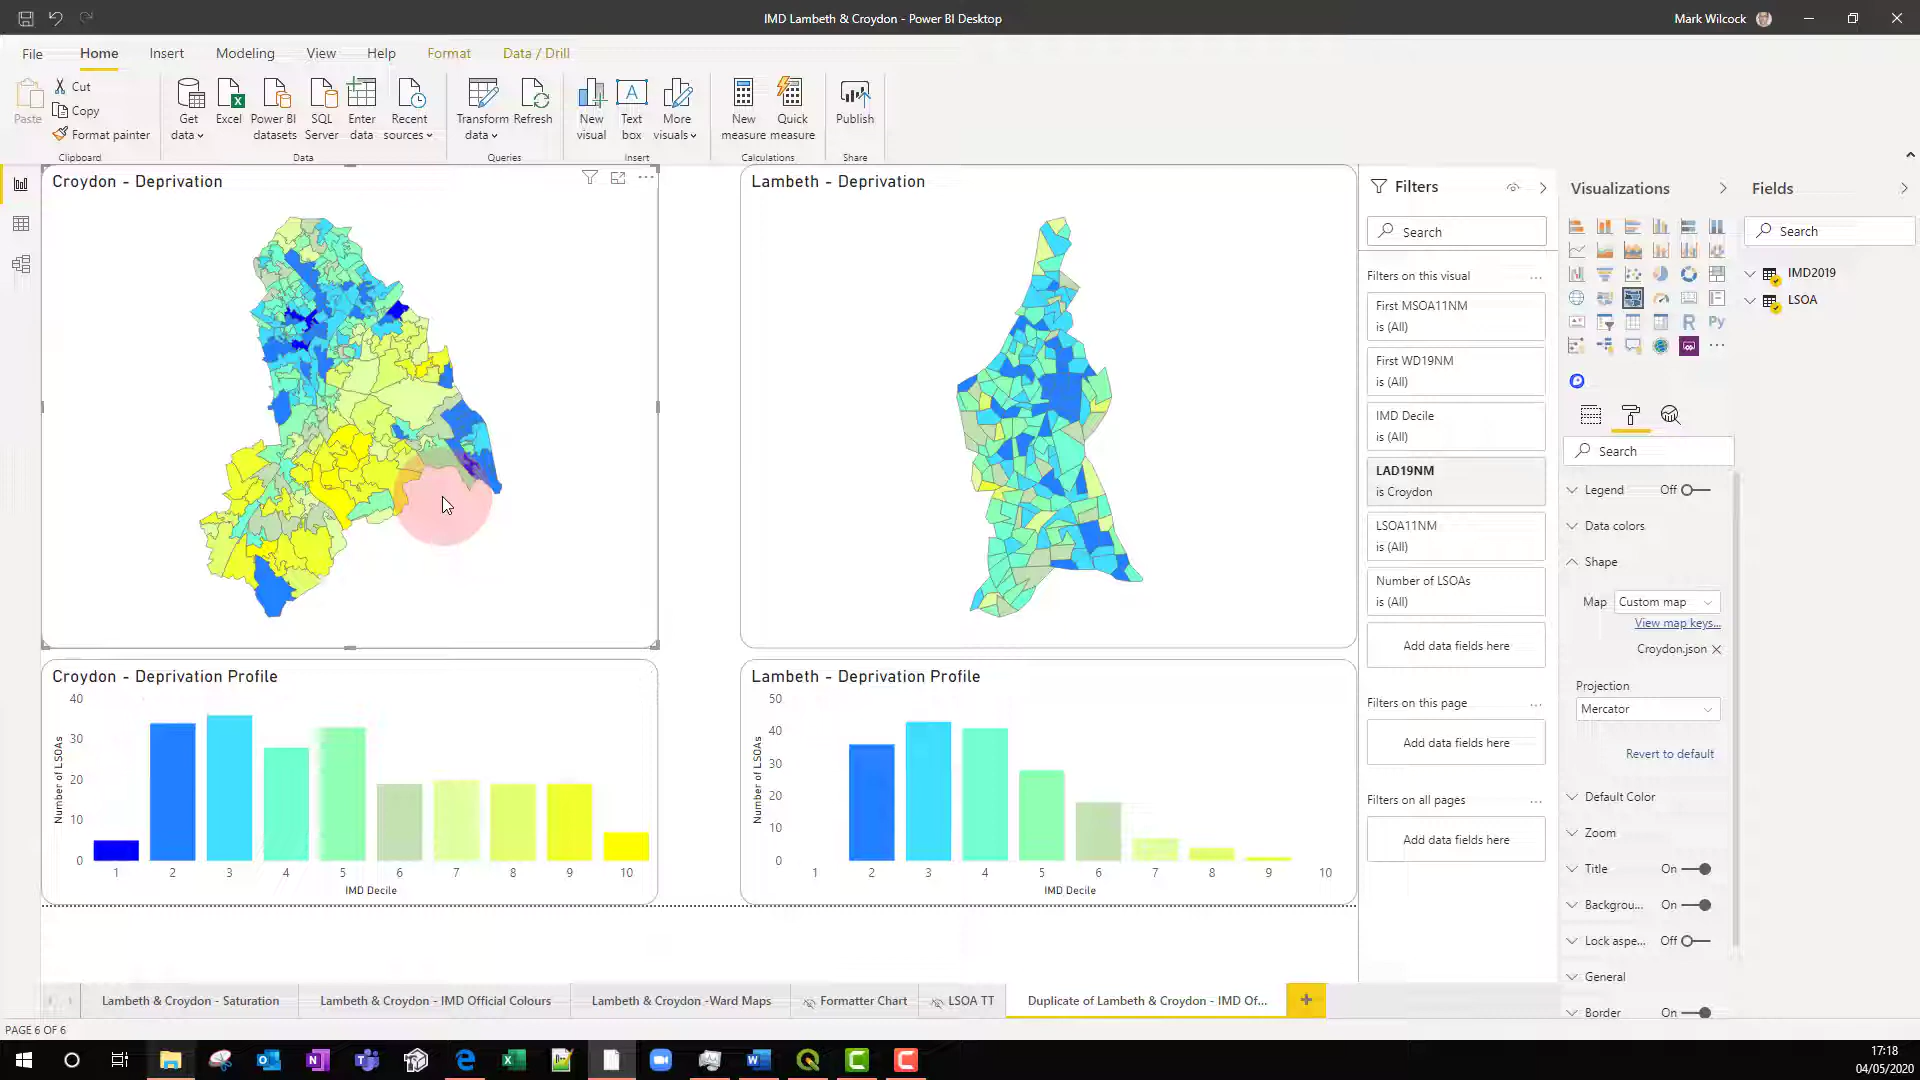 IMD Lambeth & Croydon - Power BI Desktop
Mark Wilcock
File
Home
Insert
Modeling
View
Help
Format
Data / Drill
Paste
Cut
Copy
Format painter
Clipboard
Get data
Excel
Power BI datasets
SQL Server
Enter data
Recent sources
Data
Transform data
Refresh
Queries
New visual
A
Text box
More visuals
Insert
New measure
Quick measure
Calculations
Publish
Share
Croydon - Deprivation
Lambeth - Deprivation
Croydon - Deprivation Profile
40
30
20
10
0
Number of LSOAs
1 2 3 4 5 6 7 8 9 10
IMD Decile
Lambeth - Deprivation Profile
50
40
30
20
10
0
Number of LSOAs
1 2 3 4 5 6 7 8 9 10
IMD Decile
Filters
Search
Filters on this visual
First MSOA11NM
is (All)
First WD19NM
is (All)
IMD Decile
is (All)
LAD19NM
is Croydon
LSOA11NM
is (All)
Number of LSOAs
is (All)
Add data fields here
Filters on this page
Add data fields here
Filters on all pages
Add data fields here
Visualizations
R
Py
Search
Legend Off
Data colors
Shape
Map Custom map
View map keys...
Croydon.json
Projection
Mercator
Revert to default
Default Color
Zoom
Title On
Backgrou... On
Lock aspe... Off
General
Border On
Fields
Search
IMD2019
LSOA
Lambeth & Croydon - Saturation
Lambeth & Croydon - IMD Official Colours
Lambeth & Croydon -Ward Maps
Formatter Chart
LSOA TT
Duplicate of Lambeth & Croydon - IMD Of...
PAGE 6 OF 6
17:18
04/05/2020